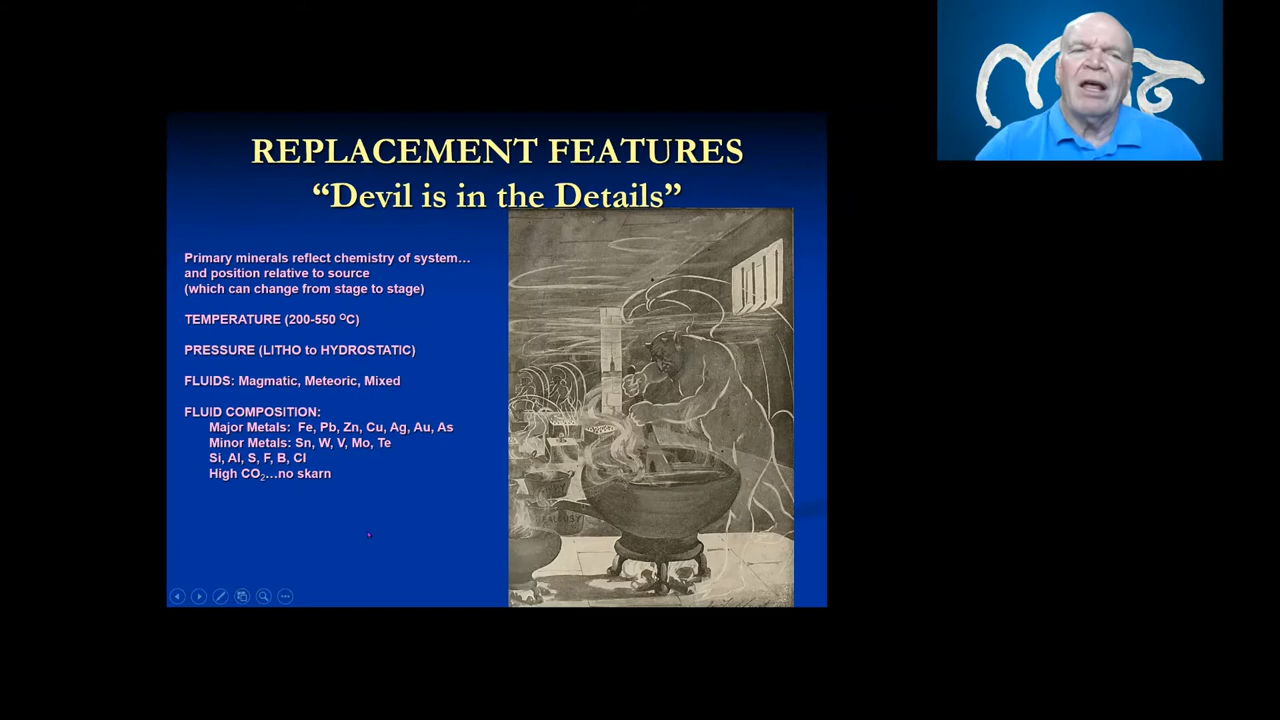 REPLACEMENT FEATURES
“Devil is in the Details”
Primary minerals reflect chemistry of system…
and position relative to source
(which can change from stage to stage)
TEMPERATURE (200-550 ᴼC)
PRESSURE (LITHO to HYDROSTATIC)
FLUIDS: Magmatic, Meteoric, Mixed
FLUID COMPOSITION:
Major Metals: Fe, Pb, Zn, Cu, Ag, Au, As
Minor Metals: Sn, W, V, Mo, Te
Si, Al, S, F, B, Cl
High CO₂…no skarn